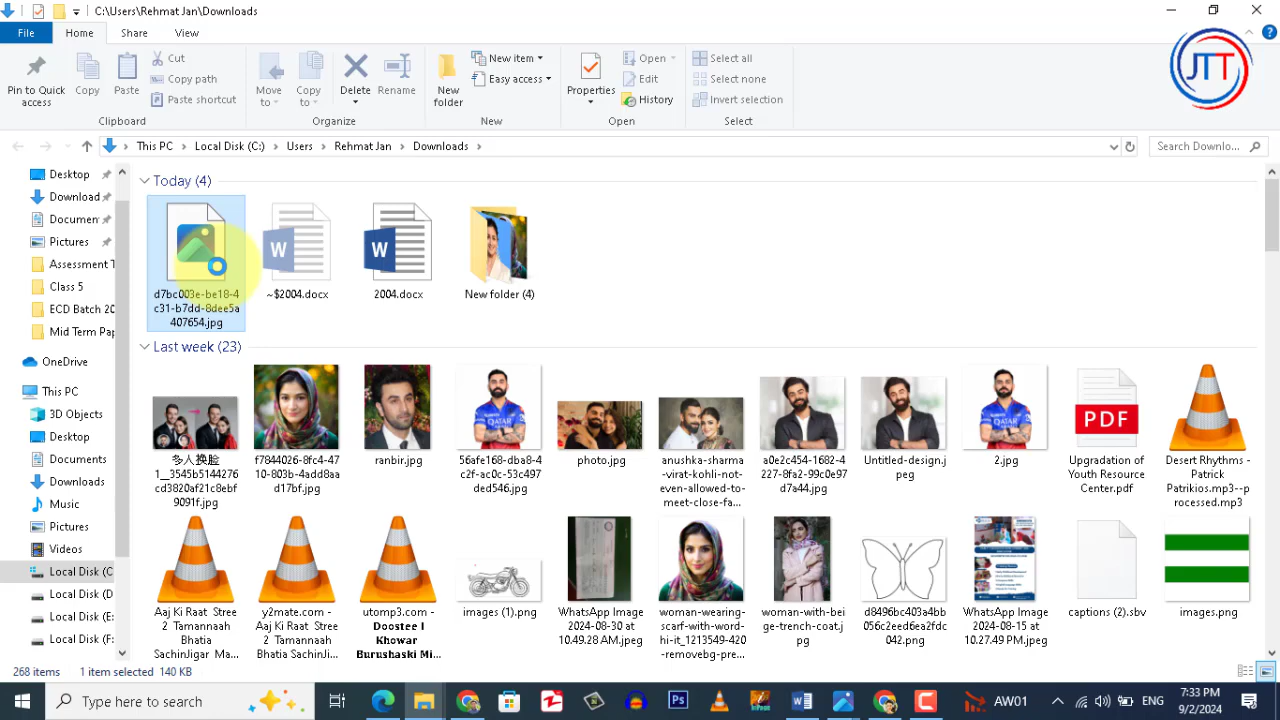 C:\Users\Rehmat Jan\Downloads
File
Home
Share
View
Pin to Quick access
Copy
Paste
Cut
Copy path
Paste shortcut
Clipboard
Move to
Copy to
Delete
Rename
Organize
New folder
New item
Easy access
New
Properties
Open
Edit
History
Open
Select all
Select none
Invert selection
Select
JTT
This PC
Local Disk (C:)
Users
Rehmat Jan
Downloads
Search Downlo...
Desktop
Download
Documen
Pictures
Assessment T
Class 5
ECD Batch 20
Mid Term Pap
OneDrive
This PC
3D Objects
Desktop
Documents
Downloads
Music
Pictures
Videos
Local Disk (C
Local Disk (D
Local Disk (E:
Local Disk (F:
Today (4)
d7bc003e-be18-4
c31-b7dd-8dee5a
407654.jpg
~$2004.docx
2004.docx
New folder (4)
Last week (23)
多人换脸
1__3545b5144276
cd3820af21c8ebf
9091f.jpg
f7844026-8fc4-47
10-803b-4add8aa
d17bf.jpg
ranbir.jpg
56afe168-dba8-4
c2f-ac0c-53c497
ded546.jpg
photo.jpg
anushka-sharma
-virat-kohli-not-
even-allowed-to-
meet-close-fa...
a0e2c454-1682-4
227-8fa2-99c0e97
d7a44.jpg
Untitled-design.j
peg
2.jpg
PDF
Upgradation of
Youth Resource
Center.pdf
Desert Rhythms -
Patrick
Patrikios.mp3--p
rocessed.mp3
Aaj Ki Raat Stree
2 Tamannaah
Bhatia
SachinJigar Ma...
Bhatia SachinJi...
utomp3.com -
Doostee I
Khowar
Burushaski Mi...
images (1).png
WhatsApp Image
2024-08-30 at
10.49.28 AM.jpeg
woman-wearing-
scarf-with-word-
hi-it_1213549-420
-removebg-pre...
woman-with-bei
ge-trench-coat.j
pg
d8496bc403a4bb
056c2eed6ea2fdc
042.png
WhatsApp Image
2024-08-15 at
10.27.49 PM.jpeg
captions (2).sbv
images.png
268 items
1 item selected 140 KB
Type here to search
AW01
ENG
7:33 PM
9/2/2024